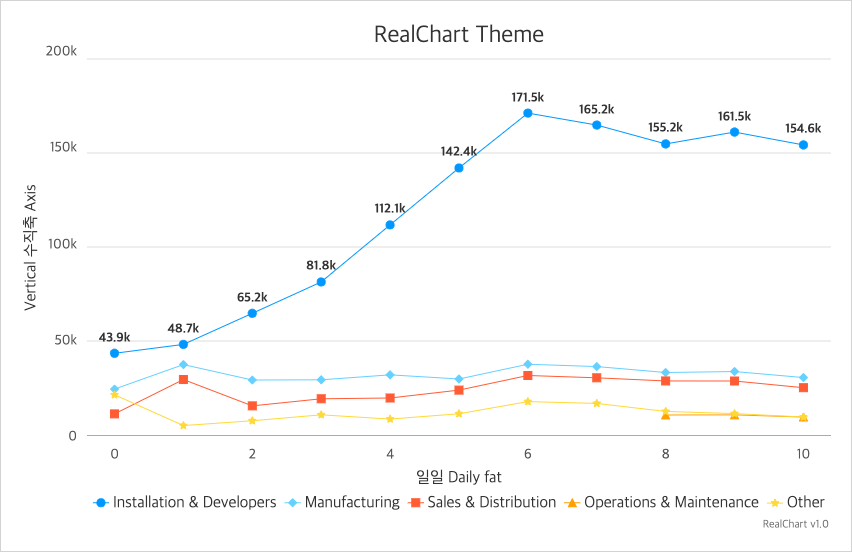 RealChart Theme
200k
150k
100k
50k
0
Vertical 수직축 Axis
43.9k
48.7k
65.2k
81.8k
112.1k
142.4k
171.5k
165.2k
155.2k
161.5k
154.6k
0 2 4 6 8 10
일일 Daily fat
Installation & Developers Manufacturing Sales & Distribution Operations & Maintenance Other
RealChart v1.0